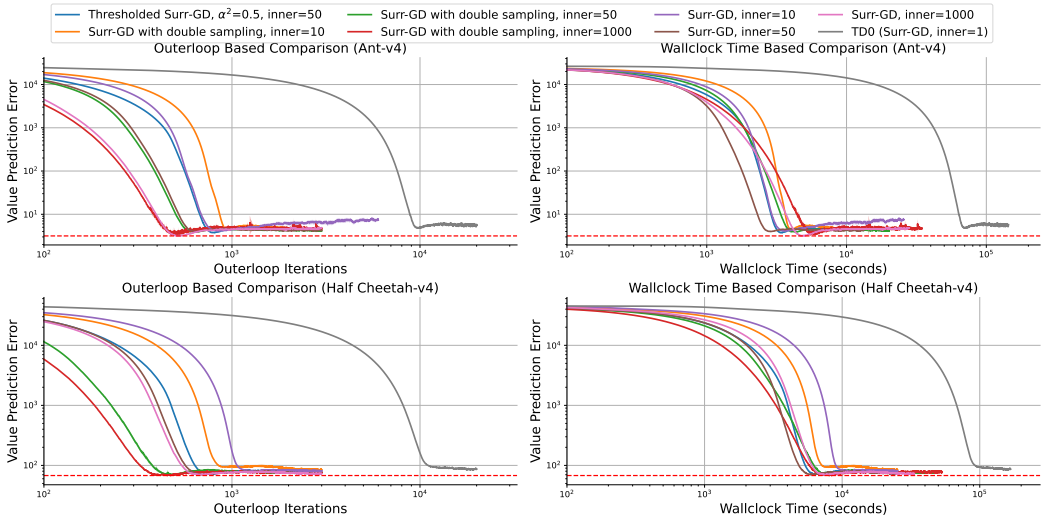 Thresholded Surr-GD, α²=0.5, inner=50
Surr-GD with double sampling, inner=50
Surr-GD, inner=10
Surr-GD, inner=1000
Surr-GD with double sampling, inner=10
Surr-GD with double sampling, inner=1000
Surr-GD, inner=50
TD0 (Surr-GD, inner=1)
Outerloop Based Comparison (Ant-v4)
Value Prediction Error
10⁴
10³
10²
10¹
10²
10³
10⁴
Outerloop Iterations
Wallclock Time Based Comparison (Ant-v4)
Value Prediction Error
10⁴
10³
10²
10¹
10²
10³
10⁴
10⁵
Wallclock Time (seconds)
Outerloop Based Comparison (Half Cheetah-v4)
Value Prediction Error
10⁴
10³
10²
10²
10³
10⁴
Outerloop Iterations
Wallclock Time Based Comparison (Half Cheetah-v4)
Value Prediction Error
10⁴
10³
10²
10²
10³
10⁴
10⁵
Wallclock Time (seconds)